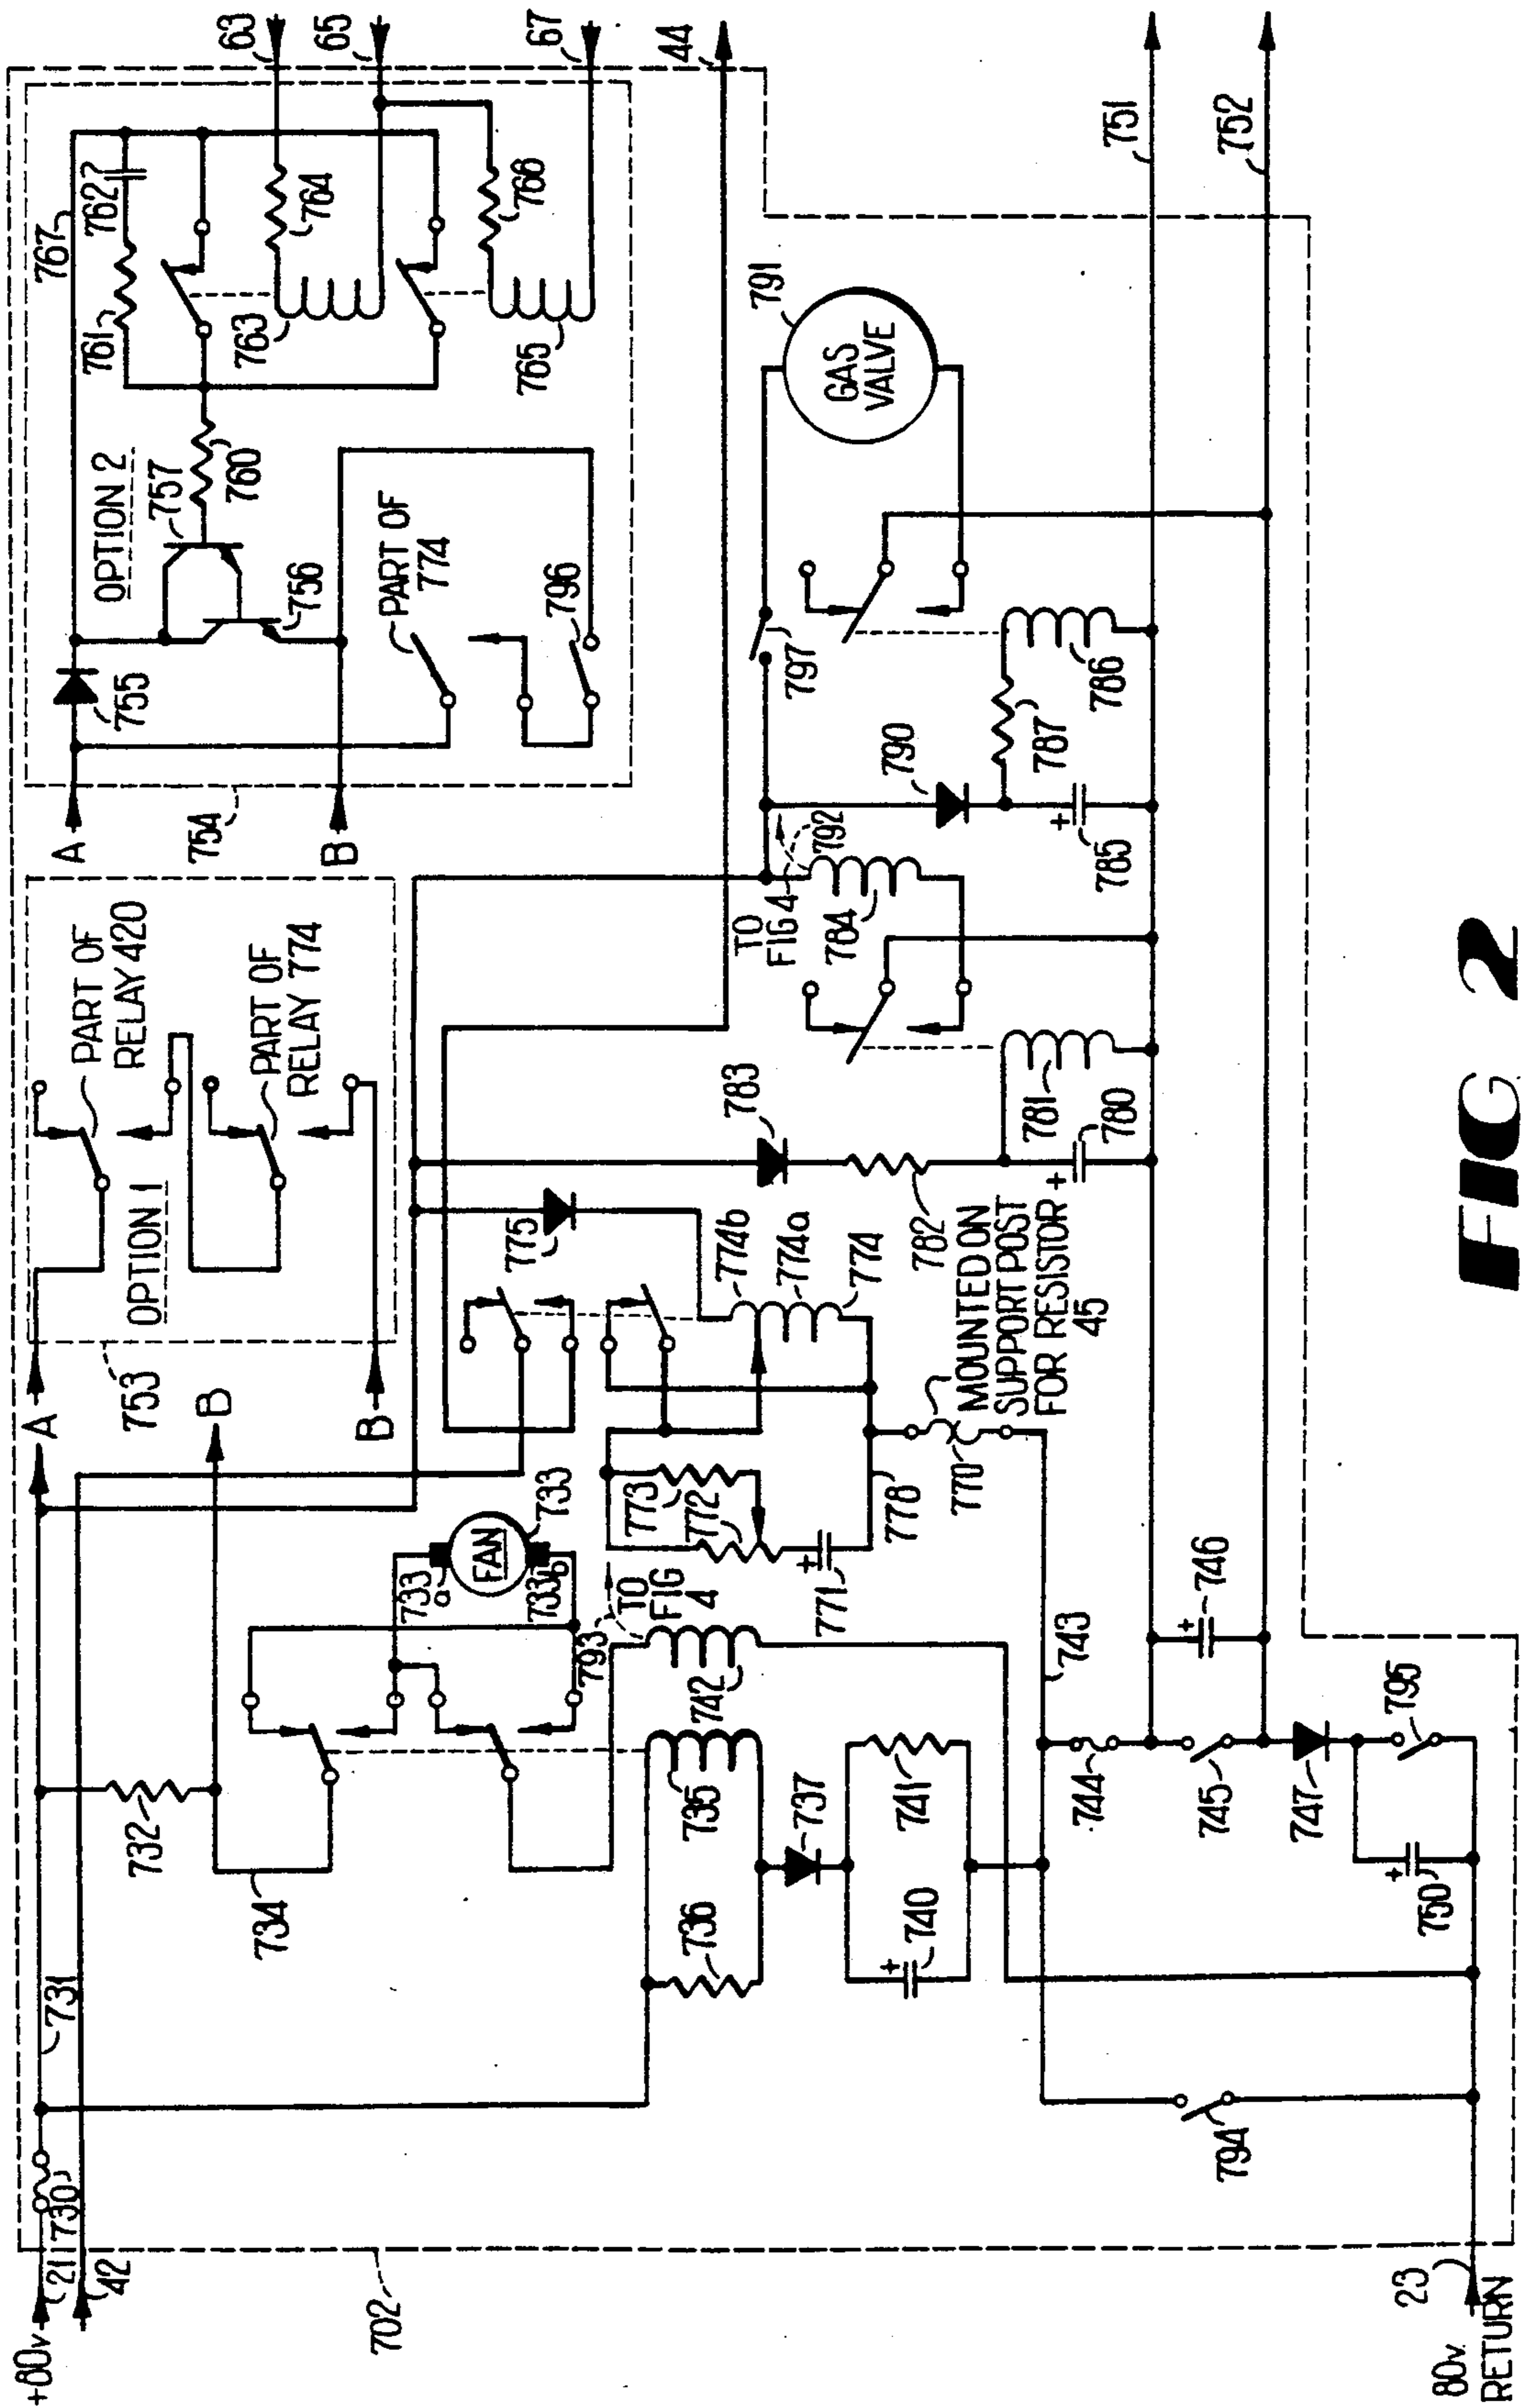 +80v
21
730
42
731
702
734
732
A
B
753
OPTION 1
PART OF
RELAY 420
PART OF
RELAY 774
B
A
B
754
755
OPTION 2
757
756
760
767
761
762
763
764
765
766
PART OF
774
796
63
65
67
44
733
a
FAN
733
733b
793
TO
FIG
4
735
742
736
737
740
741
771
772
773
778
770
775
774b
774a
774
MOUNTED ON
SUPPORT POST
FOR RESISTOR
45
783
782
781
780
TO
FIG 4
792
784
790
785
787
786
797
791
GAS
VALVE
751
752
743
744
745
746
747
750
795
794
23
80v.
RETURN
FIG 2